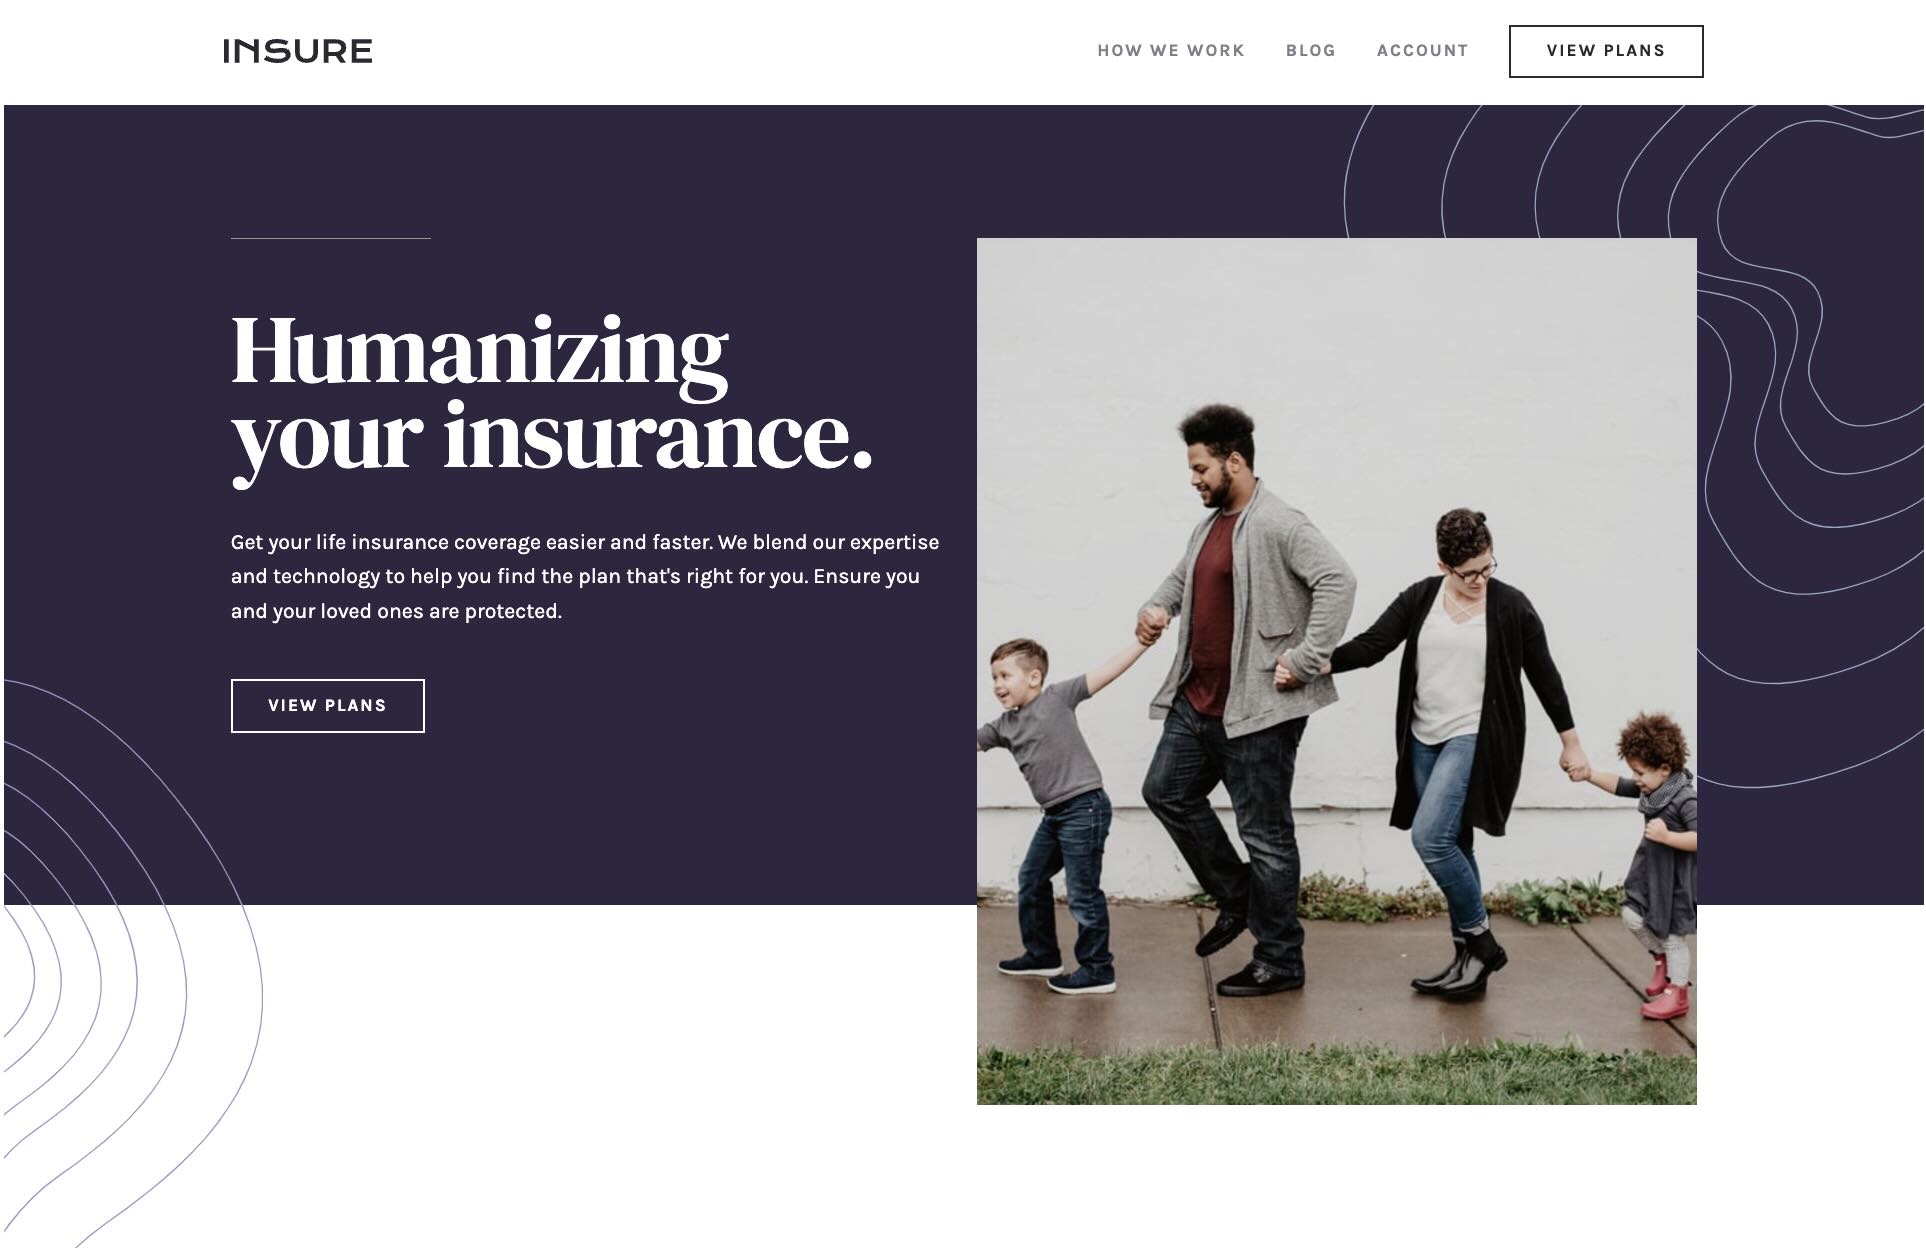 INSURE
HOW WE WORK
BLOG
ACCOUNT
VIEW PLANS
Humanizing
your insurance.
Get your life insurance coverage easier and faster. We blend our expertise
and technology to help you find the plan that's right for you. Ensure you
and your loved ones are protected.
VIEW PLANS